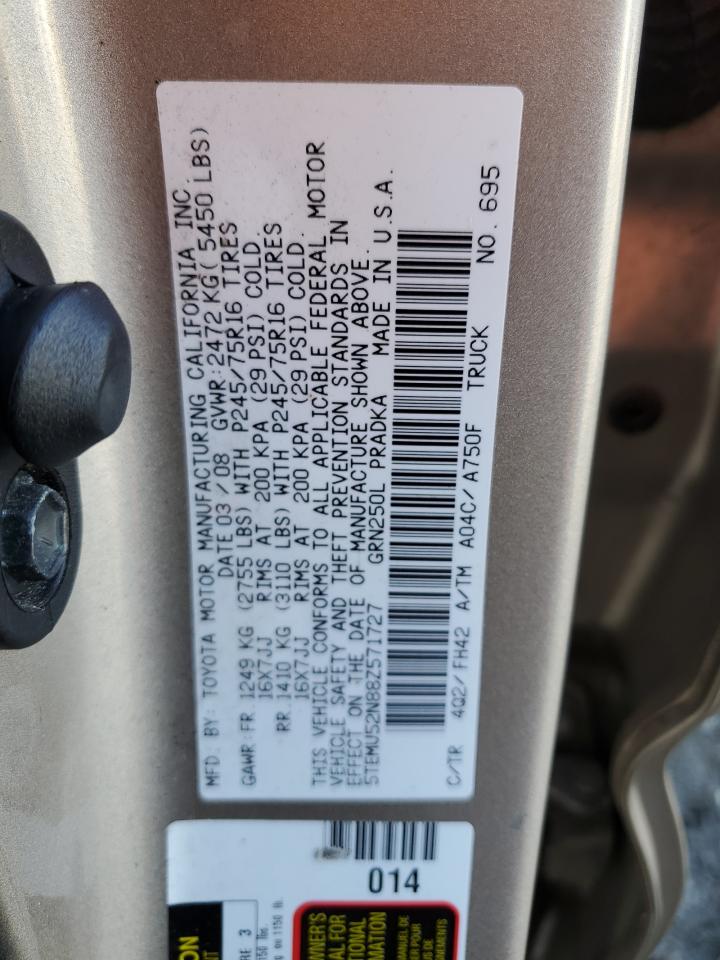 MFD. BY: TOYOTA MOTOR MANUFACTURING CALIFORNIA INC.
DATE 03/08 GVWR: 2472 KG( 5450 LBS)
GAWR:FR.1249 KG (2755 LBS) WITH P245/75R16 TIRES
16X7JJ RIMS AT 200 KPA (29 PSI) COLD.
RR.1410 KG (3110 LBS) WITH P245/75R16 TIRES
16X7JJ RIMS AT 200 KPA (29 PSI) COLD.
THIS VEHICLE CONFORMS TO ALL APPLICABLE FEDERAL MOTOR
VEHICLE SAFETY AND THEFT PREVENTION STANDARDS IN
EFFECT ON THE DATE OF MANUFACTURE SHOWN ABOVE.
5TEMU52N88Z571727 GRN250L PRADKA MADE IN U.S.A.
C/TR 4Q2/FH42 A/TM A04C/A750F TRUCK NO. 695
014